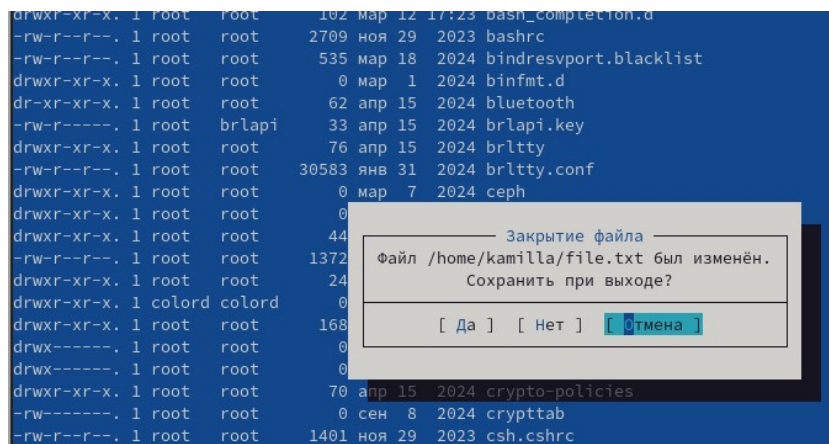 drwxr-xr-x. 1 root root 102 мар 12 17:23 bash_completion.d
-rw-r--r--. 1 root root 2709 ноя 29 2023 bashrc
-rw-r--r--. 1 root root 535 мар 18 2024 bindresvport.blacklist
drwxr-xr-x. 1 root root 0 мар 1 2024 binfmt.d
dr-xr-xr-x. 1 root root 62 апр 15 2024 bluetooth
-rw-r-----. 1 root brlapi 33 апр 15 2024 brlapi.key
drwxr-xr-x. 1 root root 76 апр 15 2024 brltty
-rw-r--r--. 1 root root 30583 янв 31 2024 brltty.conf
drwxr-xr-x. 1 root root 0 мар 7 2024 ceph
drwxr-xr-x. 1 root root 0
drwxr-xr-x. 1 root root 44 Закрытие файла
-rw-r--r--. 1 root root 1372 Файл /home/kamilla/file.txt был изменён.
drwxr-xr-x. 1 root root 24 Сохранить при выходе?
drwxr-xr-x. 1 colord colord 0
drwxr-xr-x. 1 root root 168 [ Да ] [ Нет ] [ Отмена ]
drwx------. 1 root root 0
drwx------. 1 root root 0
drwxr-xr-x. 1 root root 70 апр 15 2024 crypto-policies
-rw-------. 1 root root 0 сен 8 2024 crypttab
-rw-r--r--. 1 root root 1401 ноя 29 2023 csh.cshrc